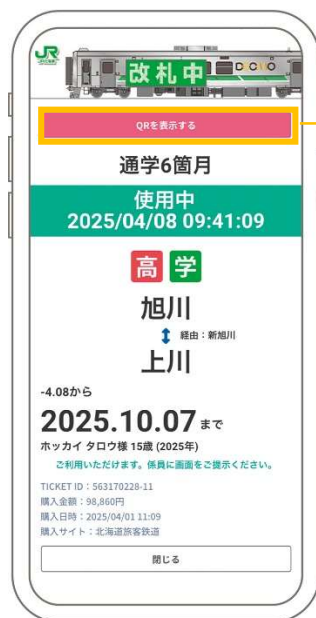 JR
改札中
DECMO
QRを表示する
通学6箇月
使用中
2025/04/08 09:41:09
高 学
旭川
経由：新旭川
上川
-4.08から
2025.10.07まで
ホッカイ タロウ様 15歳 (2025年)
ご利用いただけます。係員に画面をご提示ください。
TICKET ID：563170228-11
購入金額：98,860円
購入日時：2025/04/01 11:09
購入サイト：北海道旅客鉄道
閉じる